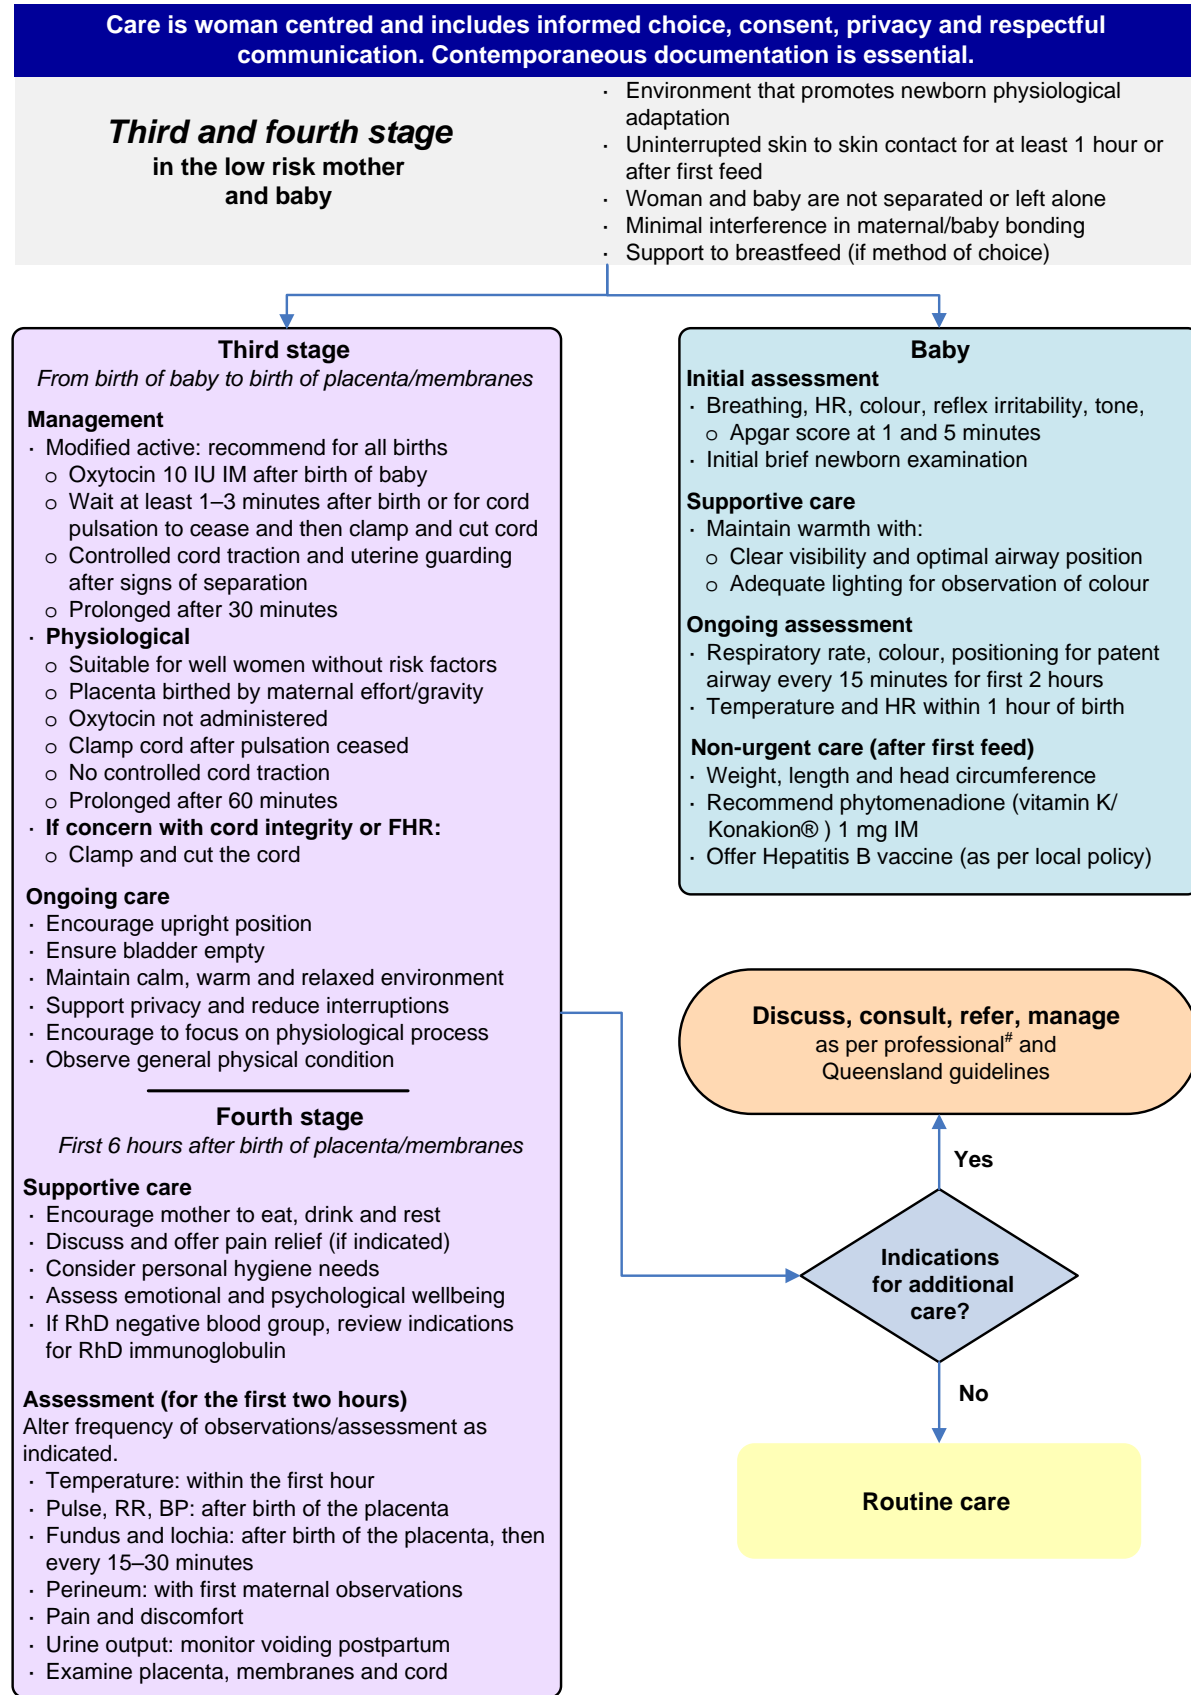 Care is woman centred and includes informed choice, consent, privacy and respectful
communication. Contemporaneous documentation is essential.
Third and fourth stage
in the low risk mother
and baby
· Environment that promotes newborn physiological
adaptation
· Uninterrupted skin to skin contact for at least 1 hour or
after first feed
· Woman and baby are not separated or left alone
· Minimal interference in maternal/baby bonding
· Support to breastfeed (if method of choice)
Third stage
From birth of baby to birth of placenta/membranes
Management
· Modified active: recommend for all births
o Oxytocin 10 IU IM after birth of baby
o Wait at least 1–3 minutes after birth or for cord
pulsation to cease and then clamp and cut cord
o Controlled cord traction and uterine guarding
after signs of separation
o Prolonged after 30 minutes
· Physiological
o Suitable for well women without risk factors
o Placenta birthed by maternal effort/gravity
o Oxytocin not administered
o Clamp cord after pulsation ceased
o No controlled cord traction
o Prolonged after 60 minutes
· If concern with cord integrity or FHR:
o Clamp and cut the cord
Ongoing care
· Encourage upright position
· Ensure bladder empty
· Maintain calm, warm and relaxed environment
· Support privacy and reduce interruptions
· Encourage to focus on physiological process
· Observe general physical condition
Fourth stage
First 6 hours after birth of placenta/membranes
Supportive care
· Encourage mother to eat, drink and rest
· Discuss and offer pain relief (if indicated)
· Consider personal hygiene needs
· Assess emotional and psychological wellbeing
· If RhD negative blood group, review indications
for RhD immunoglobulin
Assessment (for the first two hours)
Alter frequency of observations/assessment as
indicated.
· Temperature: within the first hour
· Pulse, RR, BP: after birth of the placenta
· Fundus and lochia: after birth of the placenta, then
every 15–30 minutes
· Perineum: with first maternal observations
· Pain and discomfort
· Urine output: monitor voiding postpartum
· Examine placenta, membranes and cord
Baby
Initial assessment
· Breathing, HR, colour, reflex irritability, tone,
o Apgar score at 1 and 5 minutes
· Initial brief newborn examination
Supportive care
· Maintain warmth with:
o Clear visibility and optimal airway position
o Adequate lighting for observation of colour
Ongoing assessment
· Respiratory rate, colour, positioning for patent
airway every 15 minutes for first 2 hours
· Temperature and HR within 1 hour of birth
Non-urgent care (after first feed)
· Weight, length and head circumference
· Recommend phytomenadione (vitamin K/
Konakion® ) 1 mg IM
· Offer Hepatitis B vaccine (as per local policy)
Discuss, consult, refer, manage
as per professional# and
Queensland guidelines
Yes
Indications
for additional
care?
No
Routine care